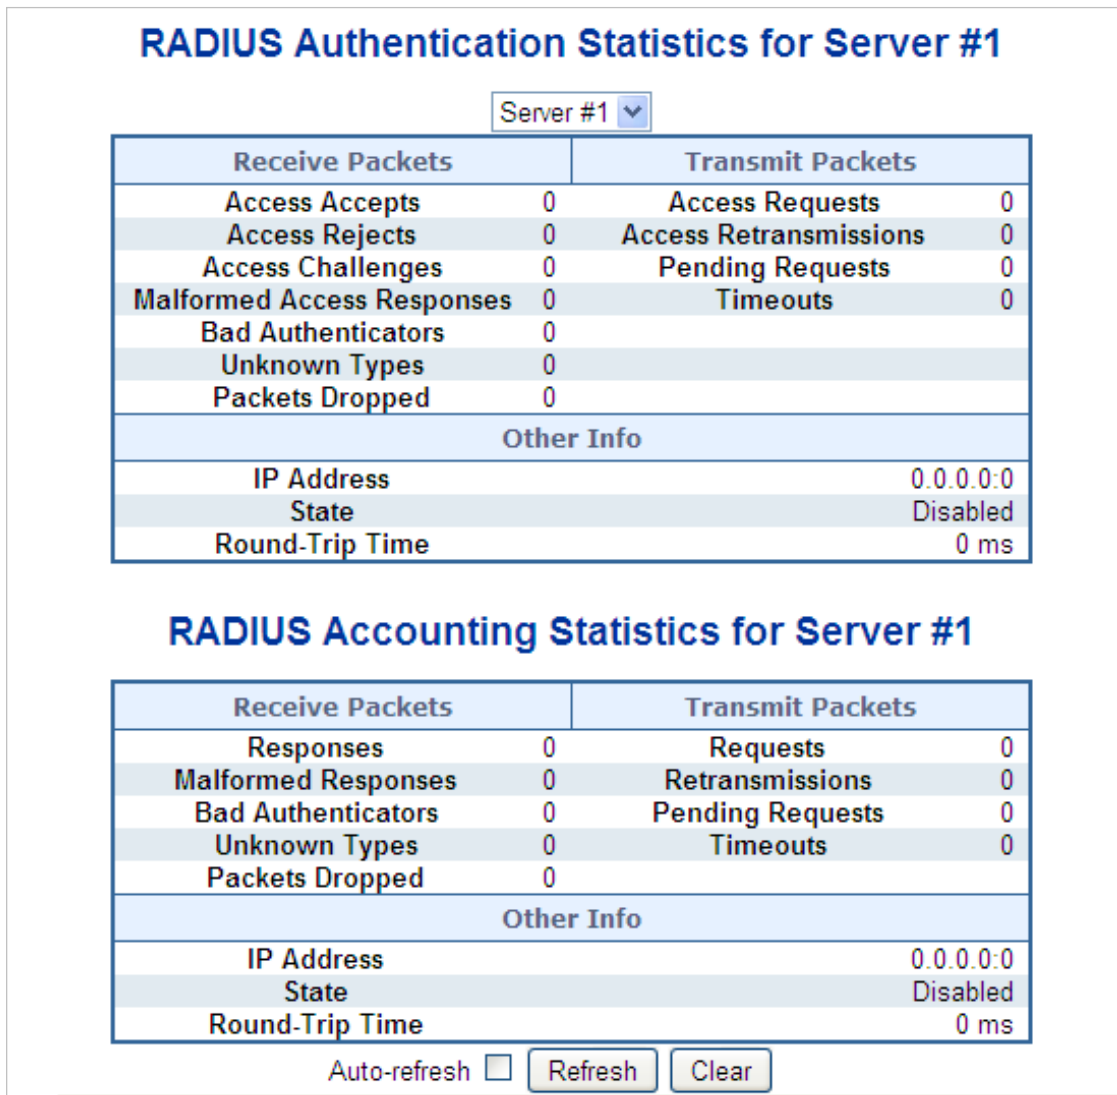 RADIUS Authentication Statistics for Server #1
Server #1
Receive Packets Transmit Packets
Access Accepts 0 Access Requests 0
Access Rejects 0 Access Retransmissions 0
Access Challenges 0 Pending Requests 0
Malformed Access Responses 0 Timeouts 0
Bad Authenticators 0
Unknown Types 0
Packets Dropped 0
Other Info
IP Address 0.0.0.0:0
State Disabled
Round-Trip Time 0 ms
RADIUS Accounting Statistics for Server #1
Receive Packets Transmit Packets
Responses 0 Requests 0
Malformed Responses 0 Retransmissions 0
Bad Authenticators 0 Pending Requests 0
Unknown Types 0 Timeouts 0
Packets Dropped 0
Other Info
IP Address 0.0.0.0:0
State Disabled
Round-Trip Time 0 ms
Auto-refresh Refresh Clear